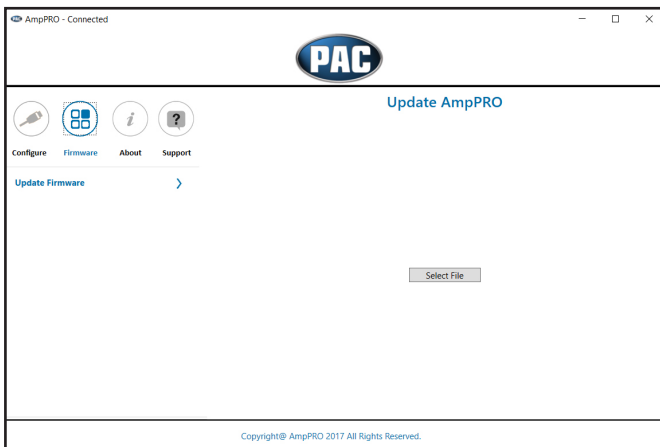 AmpPRO - Connected
PAC
Update AmpPRO
?
Configure Firmware About Support
Update Firmware
Select File
Copyright@ AmpPRO 2017 All Rights Reserved.